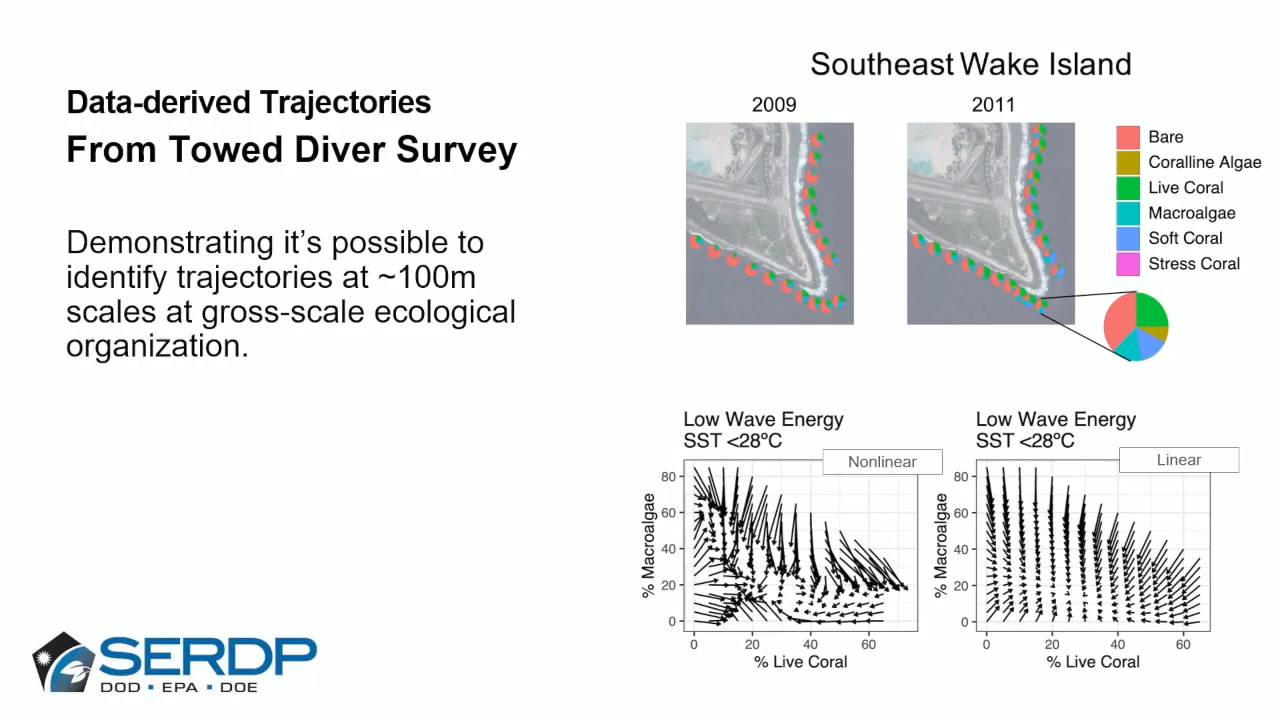 Data-derived Trajectories
From Towed Diver Survey
Demonstrating it's possible to
identify trajectories at ~100m
scales at gross-scale ecological
organization.
SERDP
DOD • EPA • DOE
Southeast Wake Island
2009
2011
Bare
Coralline Algae
Live Coral
Macroalgae
Soft Coral
Stress Coral
Low Wave Energy
SST <28ºC
Nonlinear
% Macroalgae
80
60
40
20
0
0 20 40 60
% Live Coral
Low Wave Energy
SST <28ºC
Linear
% Macroalgae
80
60
40
20
0
0 20 40 60
% Live Coral